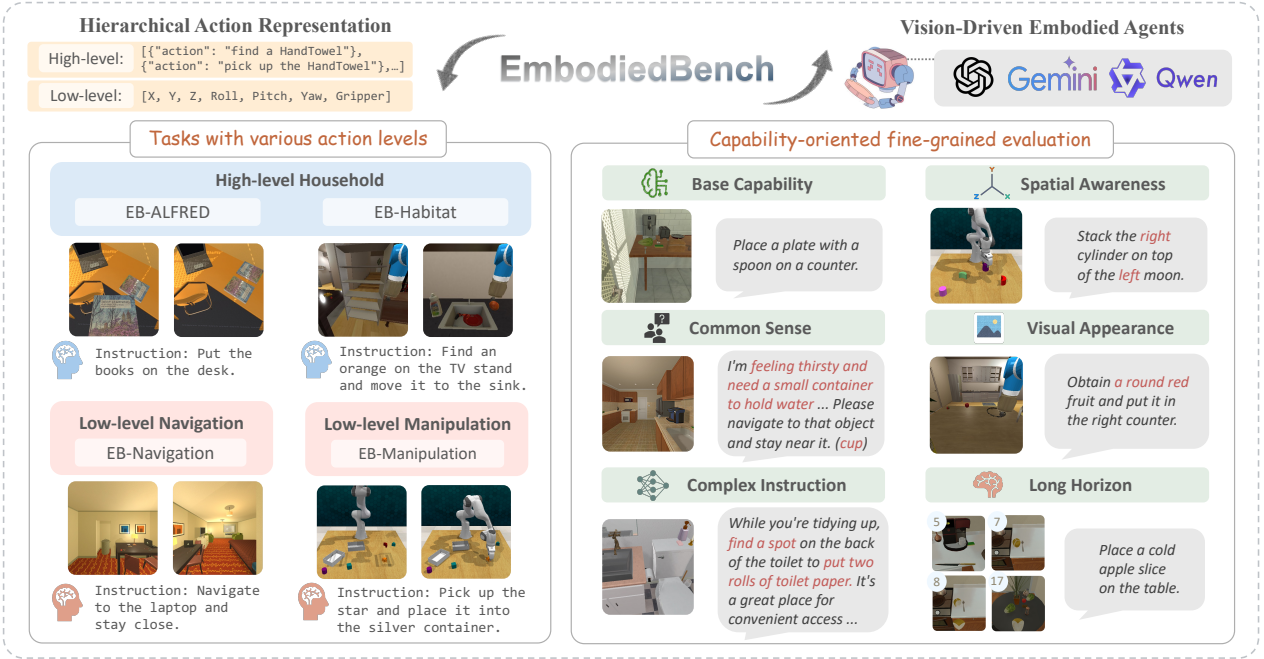 Hierarchical Action Representation
High-level:
[{"action": "find a HandTowel"},
{"action": "pick up the HandTowel"},…]
Low-level:
[X, Y, Z, Roll, Pitch, Yaw, Gripper]
EmbodiedBench
Vision-Driven Embodied Agents
Gemini
Qwen
Tasks with various action levels
High-level Household
EB-ALFRED
EB-Habitat
Instruction: Put the
books on the desk.
Instruction: Find an
orange on the TV stand
and move it to the sink.
Low-level Navigation
EB-Navigation
Low-level Manipulation
EB-Manipulation
Instruction: Navigate
to the laptop and
stay close.
Instruction: Pick up the
star and place it into
the silver container.
Capability-oriented fine-grained evaluation
Base Capability
Place a plate with a
spoon on a counter.
Y
Z
X
Spatial Awareness
Stack the right
cylinder on top
of the left moon.
?
Common Sense
I'm feeling thirsty and
need a small container
to hold water ... Please
navigate to that object
and stay near it. (cup)
Visual Appearance
Obtain a round red
fruit and put it in
the right counter.
Complex Instruction
While you're tidying up,
find a spot on the back
of the toilet to put two
rolls of toilet paper. It's
a great place for
convenient access ...
Long Horizon
5
7
8
17
Place a cold
apple slice
on the table.